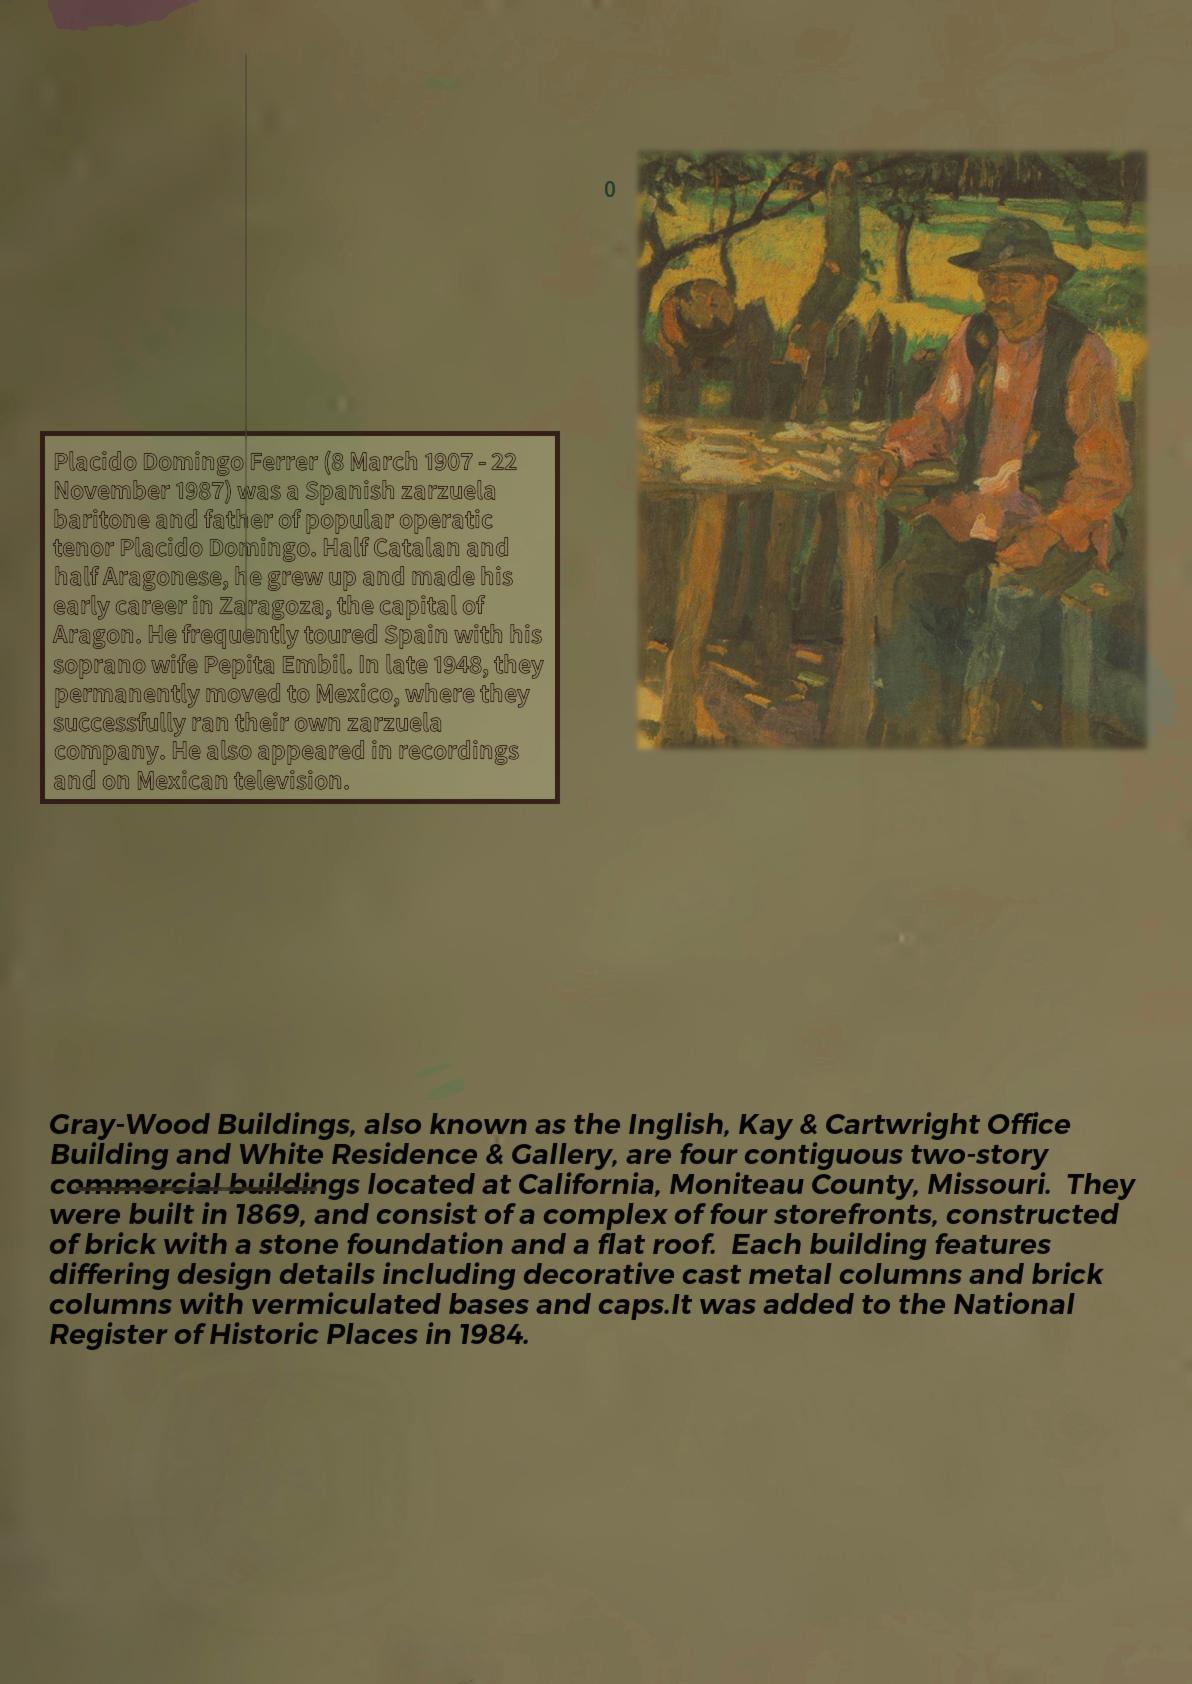 0
Placido Domingo Ferrer (8 March 1907 - 22
November 1987) was a Spanish zarzuela
baritone and father of popular operatic
tenor Placido Domingo. Half Catalan and
half Aragonese, he grew up and made his
early career in Zaragoza, the capital of
Aragon. He frequently toured Spain with his
soprano wife Pepita Embil. In late 1948, they
permanently moved to Mexico, where they
successfully ran their own zarzuela
company. He also appeared in recordings
and on Mexican television.
Gray-Wood Buildings, also known as the Inglish, Kay & Cartwright Office
Building and White Residence & Gallery, are four contiguous two-story
commercial buildings located at California, Moniteau County, Missouri.  They
were built in 1869, and consist of a complex of four storefronts, constructed
of brick with a stone foundation and a flat roof.  Each building features
differing design details including decorative cast metal columns and brick
columns with vermiculated bases and caps.It was added to the National
Register of Historic Places in 1984.